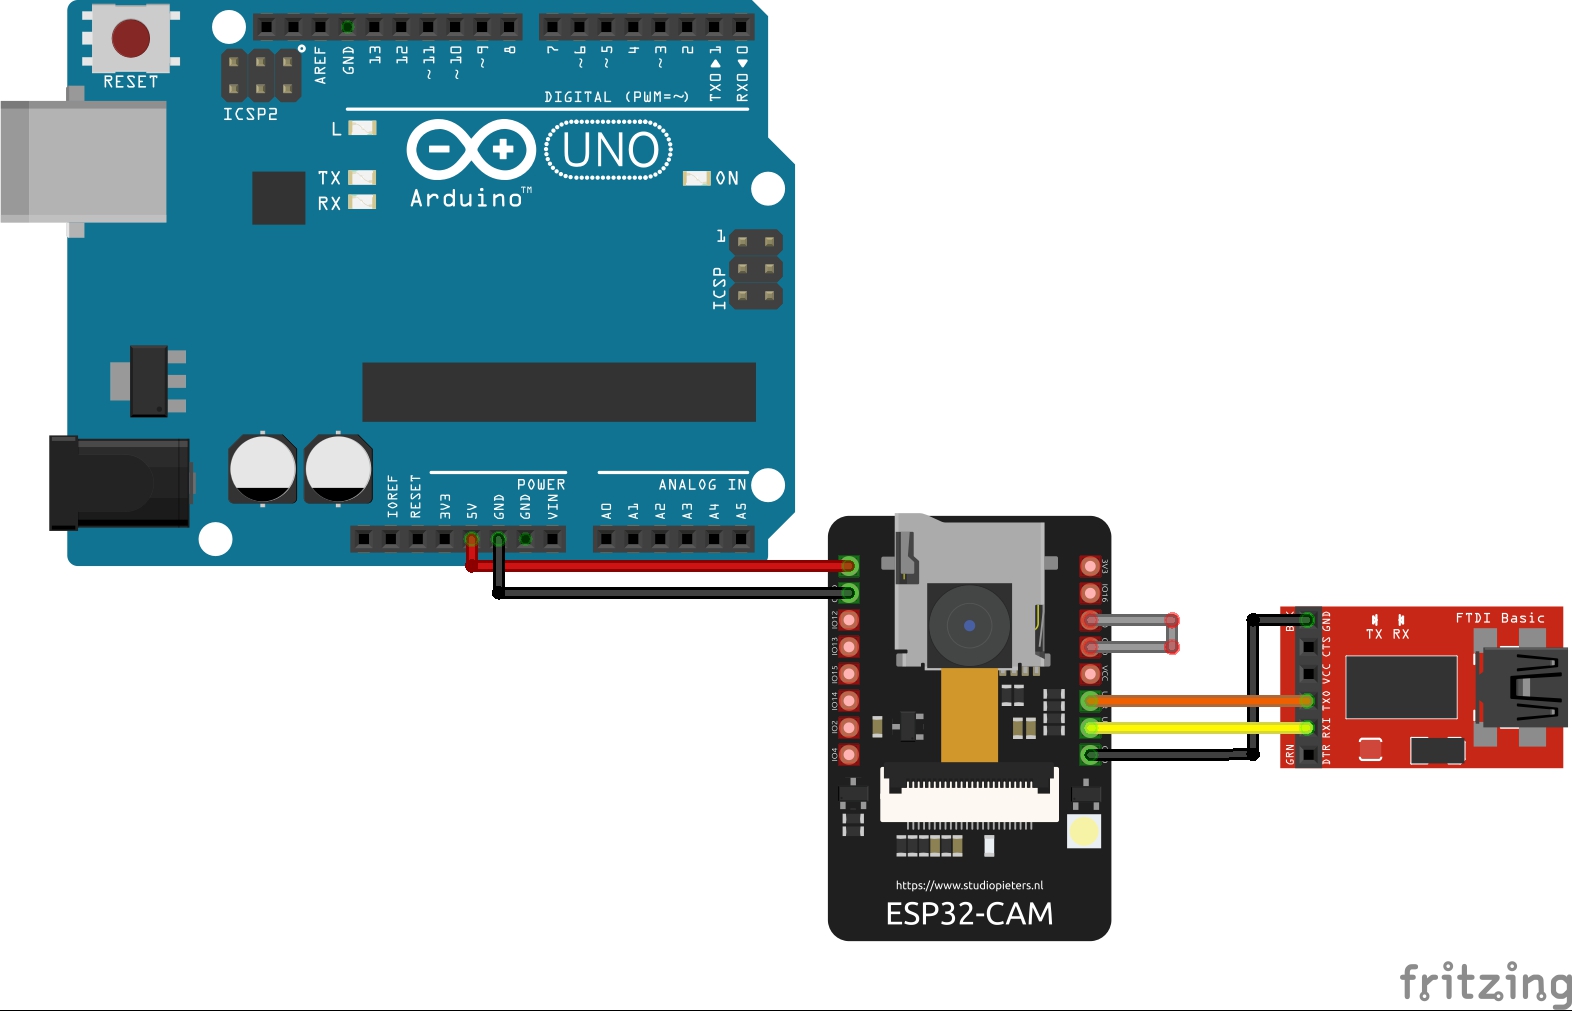 RESET
ICSP2
AREF
GND
13
12
~11
~10
~9
8
7
~6
~5
4
~3
2
TX0▶1
RX0◀0
DIGITAL (PWM=~)
L
TX
RX
Arduino™
UNO
ON
1
ICSP
IOREF
RESET
3V3
5V
GND
GND
VIN
POWER
A0
A1
A2
A3
A4
A5
ANALOG IN
IO12
IO13
IO15
IO14
IO2
IO4
3V3
IO16
VCC
https://www.studiopieters.nl
ESP32-CAM
GND
CTS
VCC
TXO
RXI
DTR
GRN
TX RX
FTDI Basic
fritzing